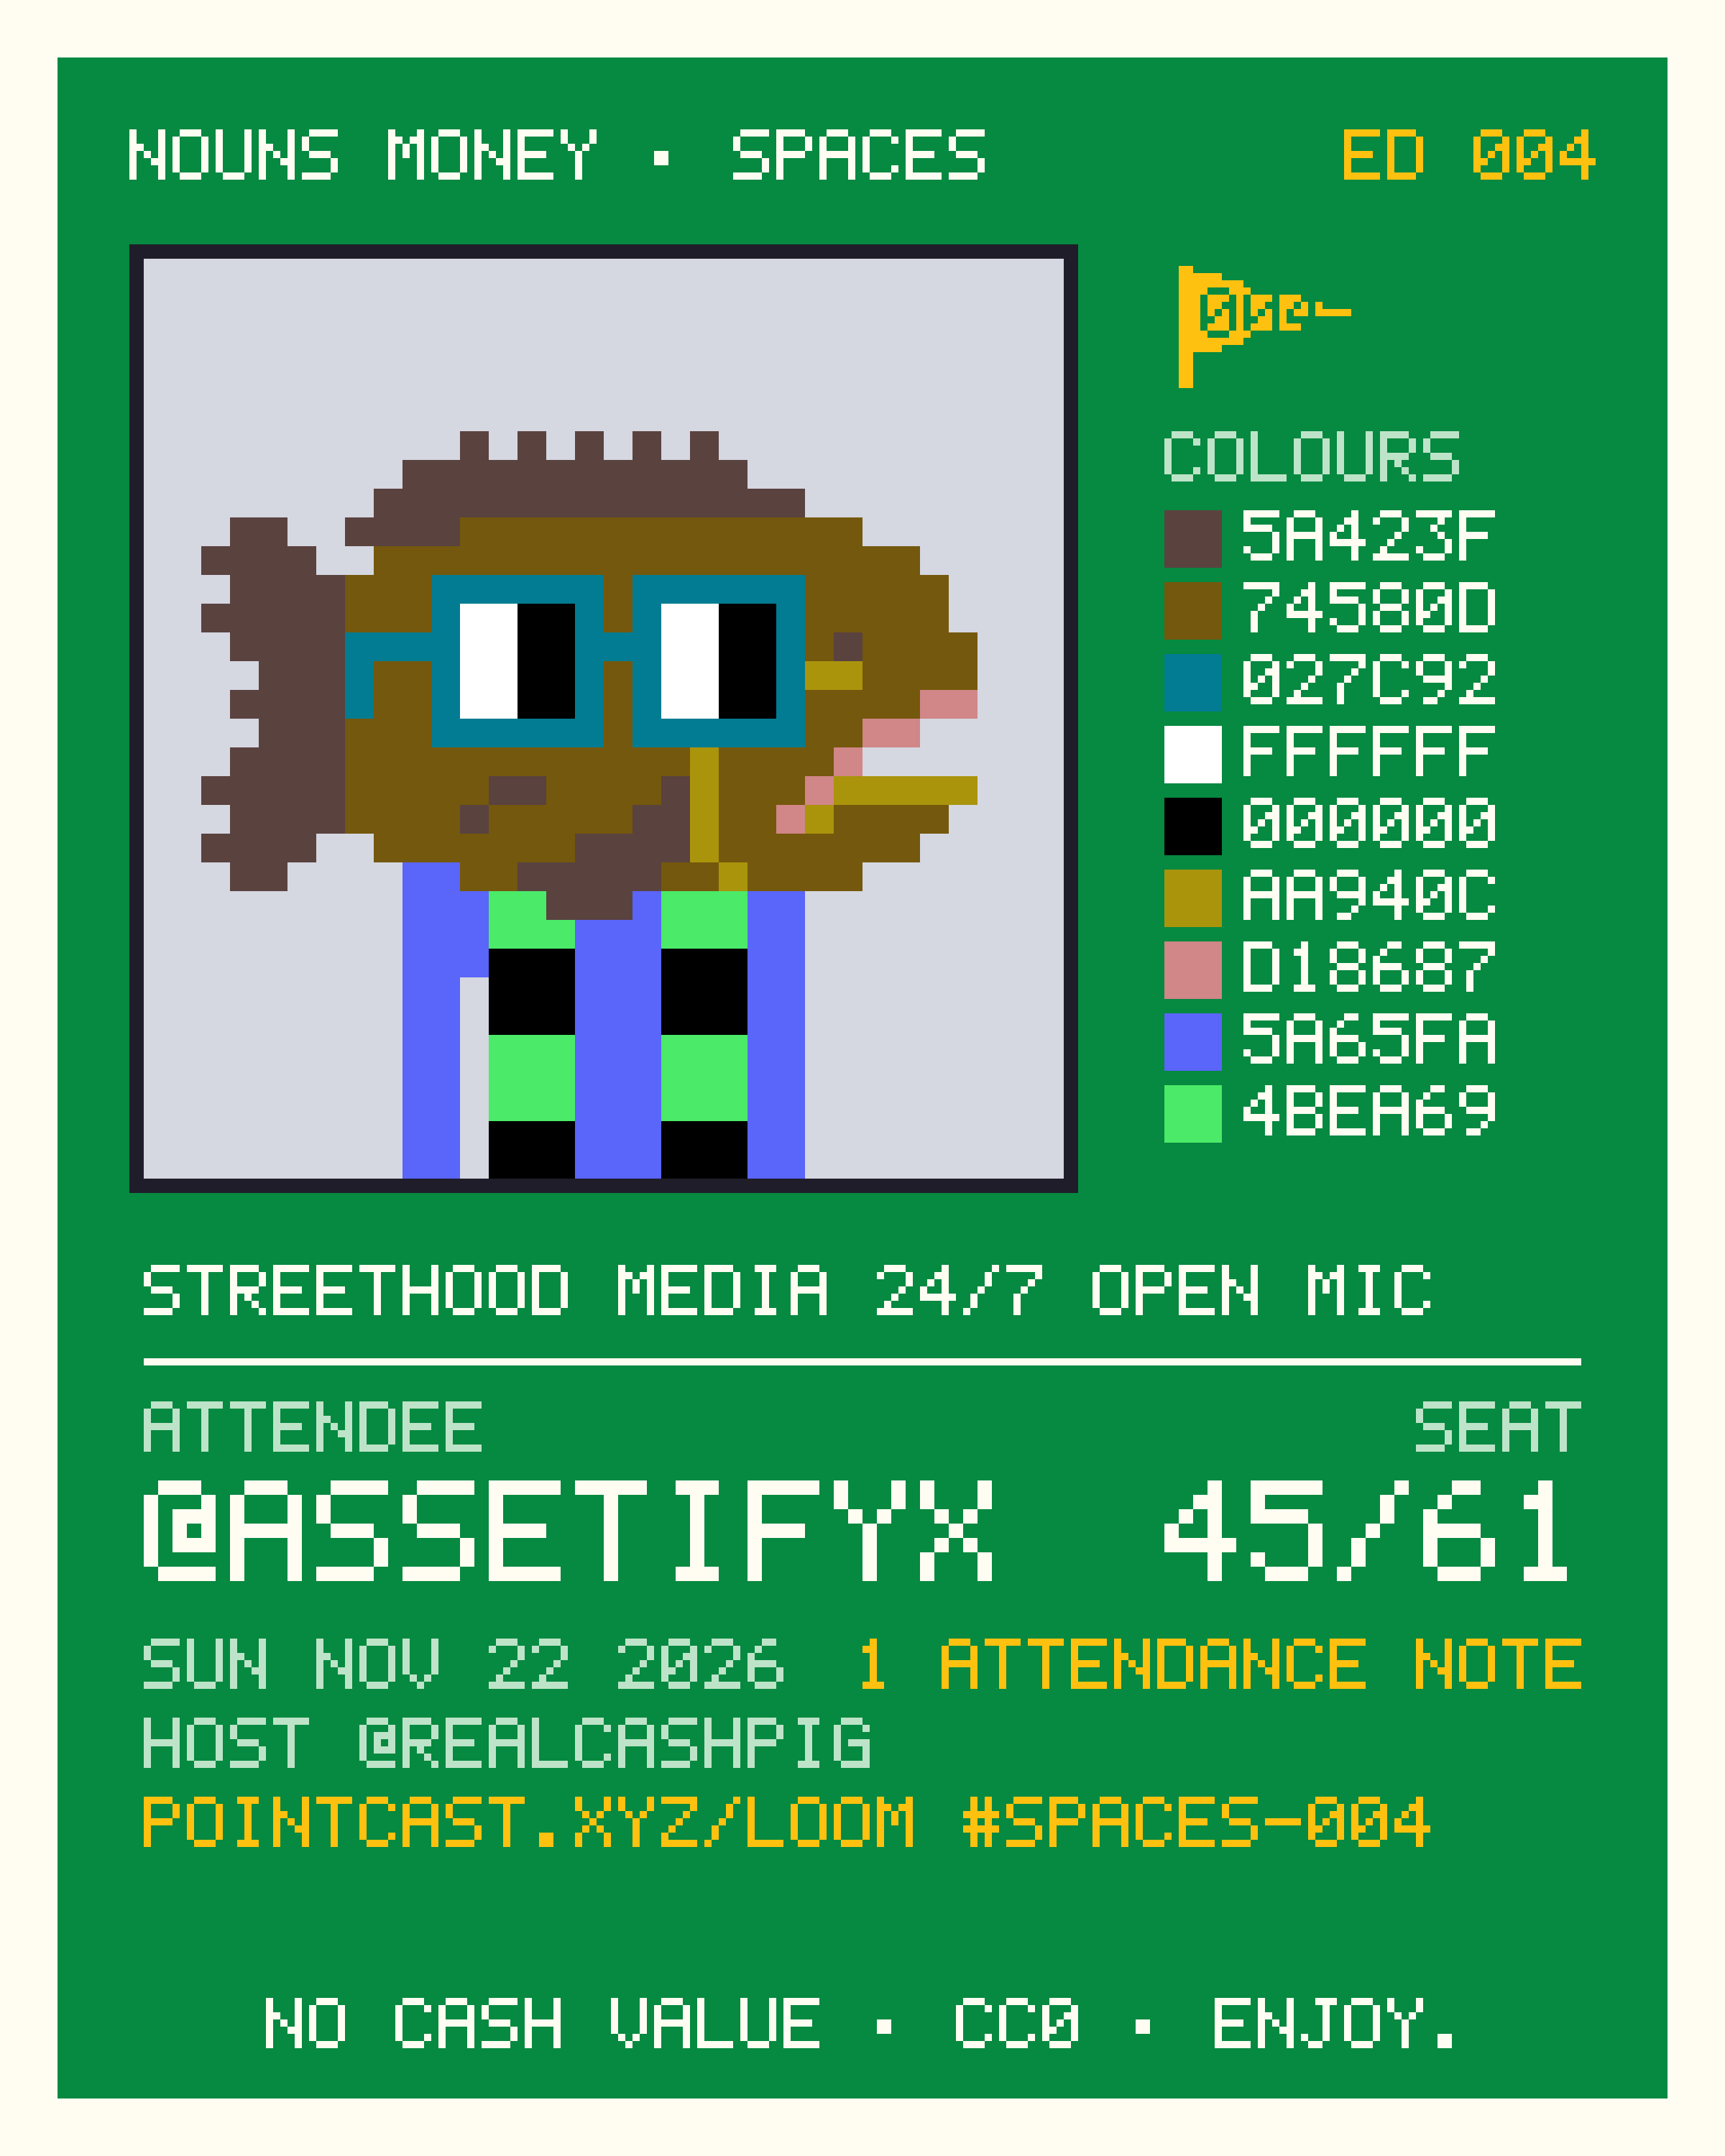 NOUNS MONEY · SPACES
ED 004
COLOURS
5A423F
74580D
027C92
FFFFFF
000000
AA940C
D18687
5A65FA
4BEA69
STREETHOOD MEDIA 24/7 OPEN MIC
ATTENDEE SEAT
@ASSETIFYX 45/61
SUN NOV 22 2026 1 ATTENDANCE NOTE
HOST @REALCASHPIG
POINTCAST.XYZ/LOOM #SPACES-004
NO CASH VALUE · CC0 · ENJOY.